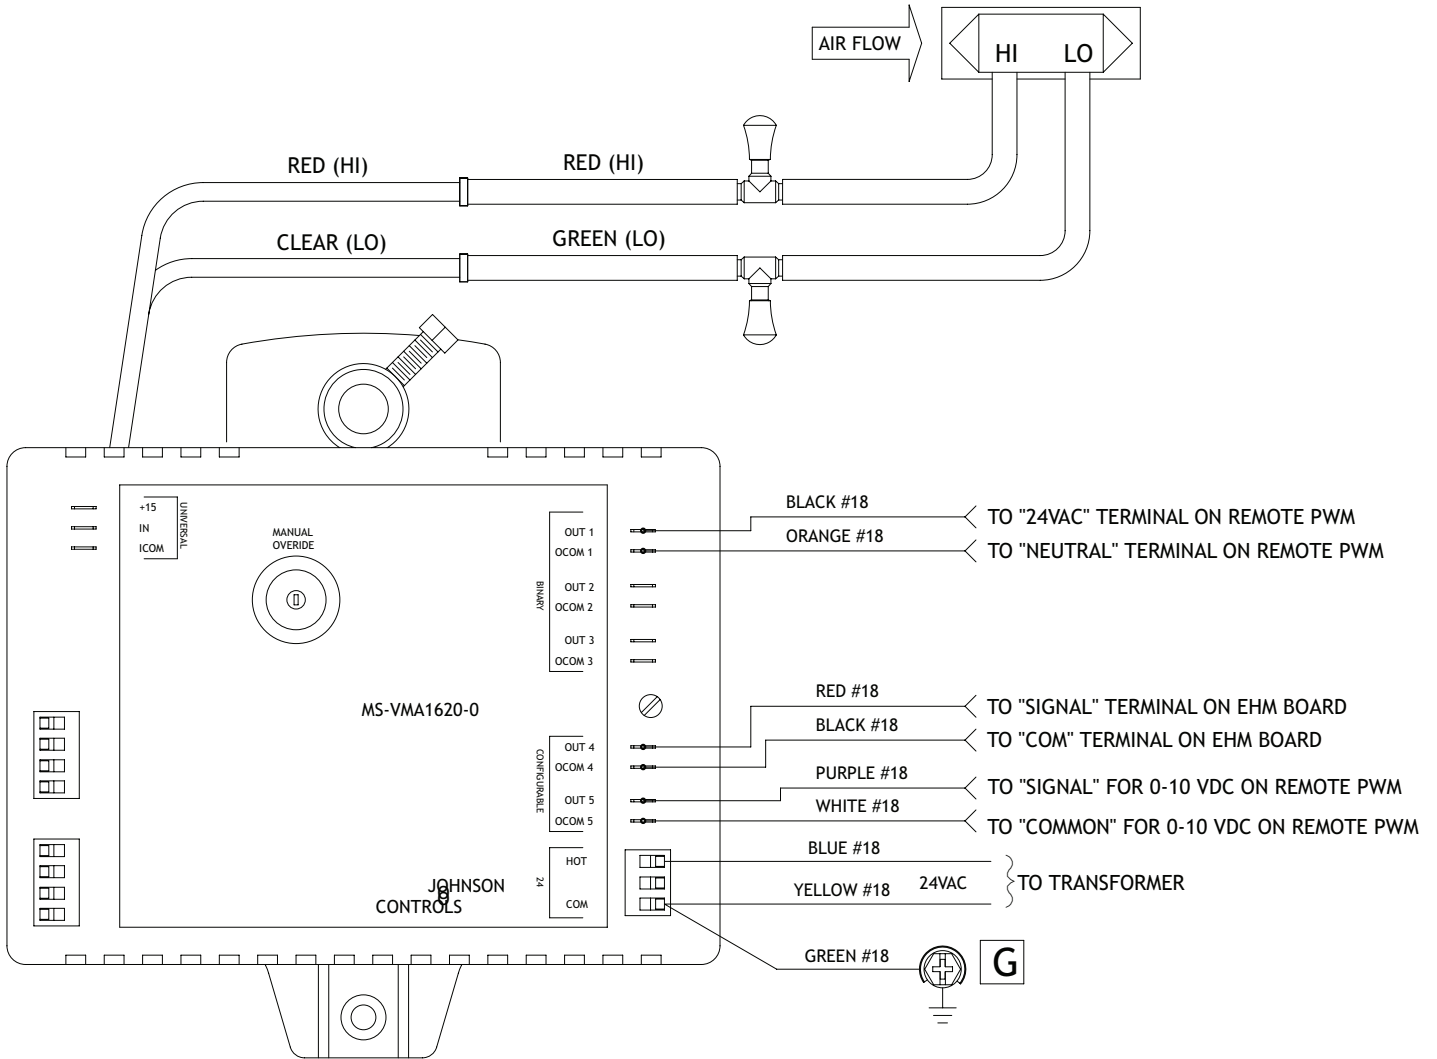 AIR FLOW
HI LO
RED (HI)
RED (HI)
CLEAR (LO)
GREEN (LO)
+15
IN
ICOM
UNIVERSAL
MANUAL
OVERIDE
OUT 1
OCOM 1
OUT 2
OCOM 2
OUT 3
OCOM 3
BINARY
BLACK #18
TO "24VAC" TERMINAL ON REMOTE PWM
ORANGE #18
TO "NEUTRAL" TERMINAL ON REMOTE PWM
MS-VMA1620-0
OUT 4
OCOM 4
OUT 5
OCOM 5
CONFIGURABLE
RED #18
TO "SIGNAL" TERMINAL ON EHM BOARD
BLACK #18
TO "COM" TERMINAL ON EHM BOARD
PURPLE #18
TO "SIGNAL" FOR 0-10 VDC ON REMOTE PWM
WHITE #18
TO "COMMON" FOR 0-10 VDC ON REMOTE PWM
JOHNSON
CONTROLS
HOT
24
COM
BLUE #18
YELLOW #18
24VAC
TO TRANSFORMER
GREEN #18
G